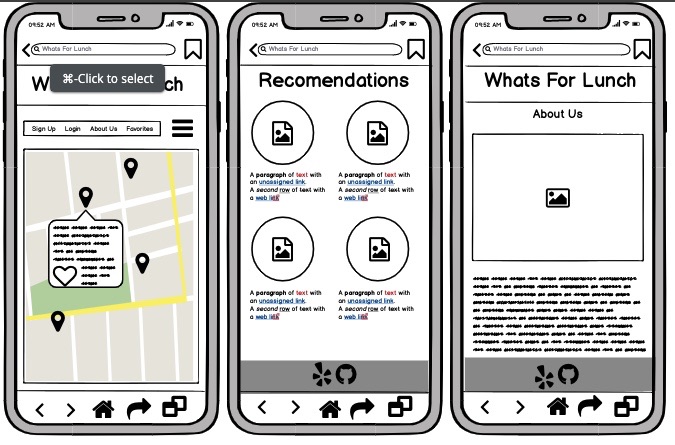 09:52 AM
Whats For Lunch
W
ch
⌘-Click to select
Sign Up Login About Us Favorites
09:52 AM
Whats For Lunch
Recomendations
A paragraph of text with
an unassigned link.
A second row of text with
a web link
A paragraph of text with
an unassigned link.
A second row of text with
a web link
A paragraph of text with
an unassigned link.
A second row of text with
a web link
A paragraph of text with
an unassigned link.
A second row of text with
a web link
09:52 AM
Whats For Lunch
Whats For Lunch
About Us